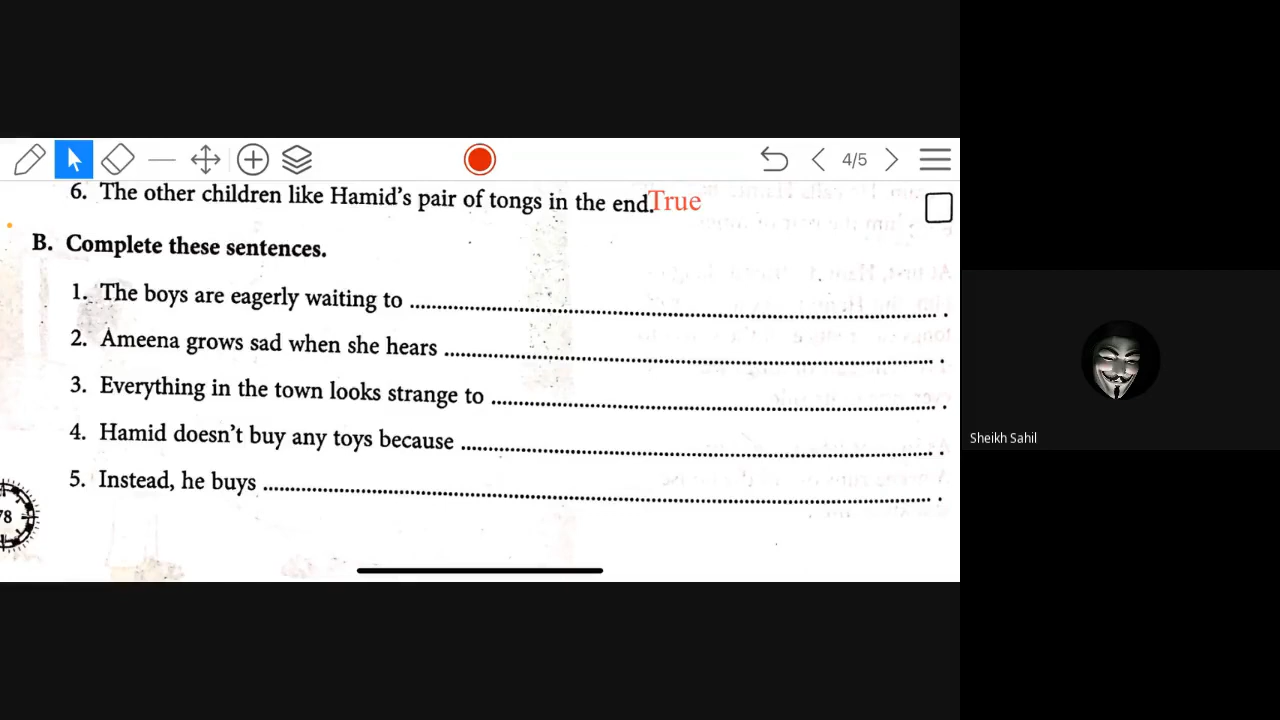 4/5
6. The other children like Hamid's pair of tongs in the end. True
B. Complete these sentences.
1. The boys are eagerly waiting to .
2. Ameena grows sad when she hears .
3. Everything in the town looks strange to .
4. Hamid doesn't buy any toys because .
5. Instead, he buys .
78
Sheikh Sahil